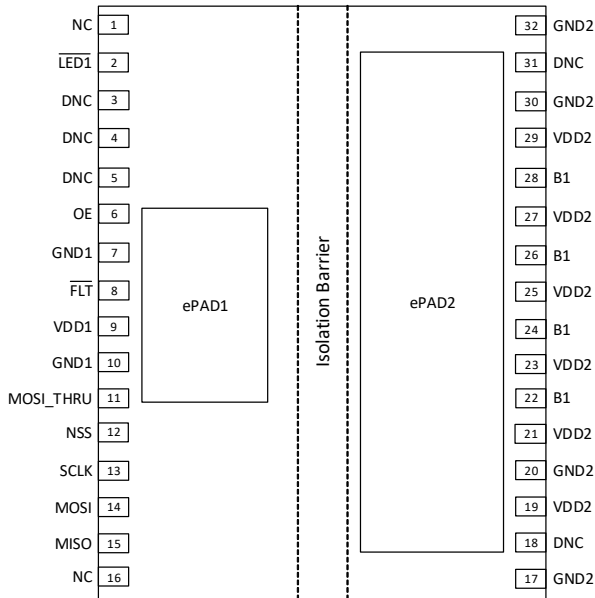 NC 1
LED1 2
DNC 3
DNC 4
DNC 5
OE 6
GND1 7
FLT 8
VDD1 9
GND1 10
MOSI_THRU 11
NSS 12
SCLK 13
MOSI 14
MISO 15
NC 16
ePAD1
Isolation Barrier
ePAD2
32 GND2
31 DNC
30 GND2
29 VDD2
28 B1
27 VDD2
26 B1
25 VDD2
24 B1
23 VDD2
22 B1
21 VDD2
20 GND2
19 VDD2
18 DNC
17 GND2